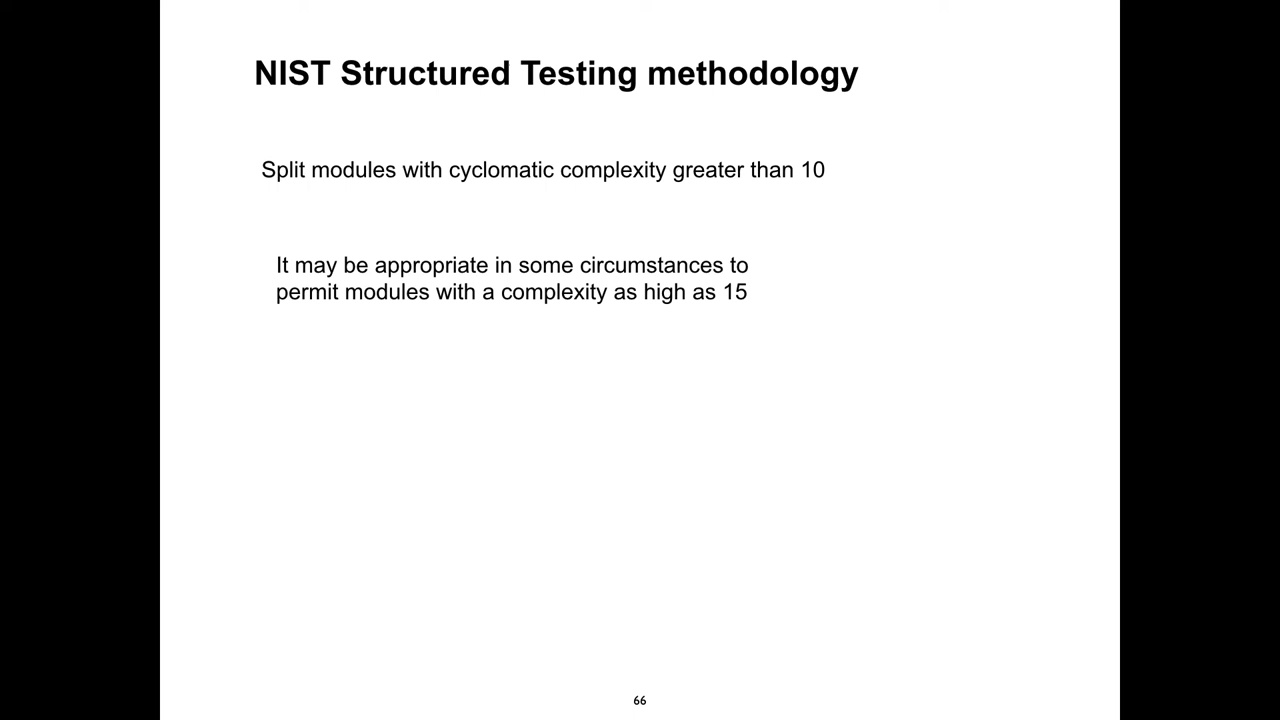 NIST Structured Testing methodology
Split modules with cyclomatic complexity greater than 10
It may be appropriate in some circumstances to
permit modules with a complexity as high as 15
66